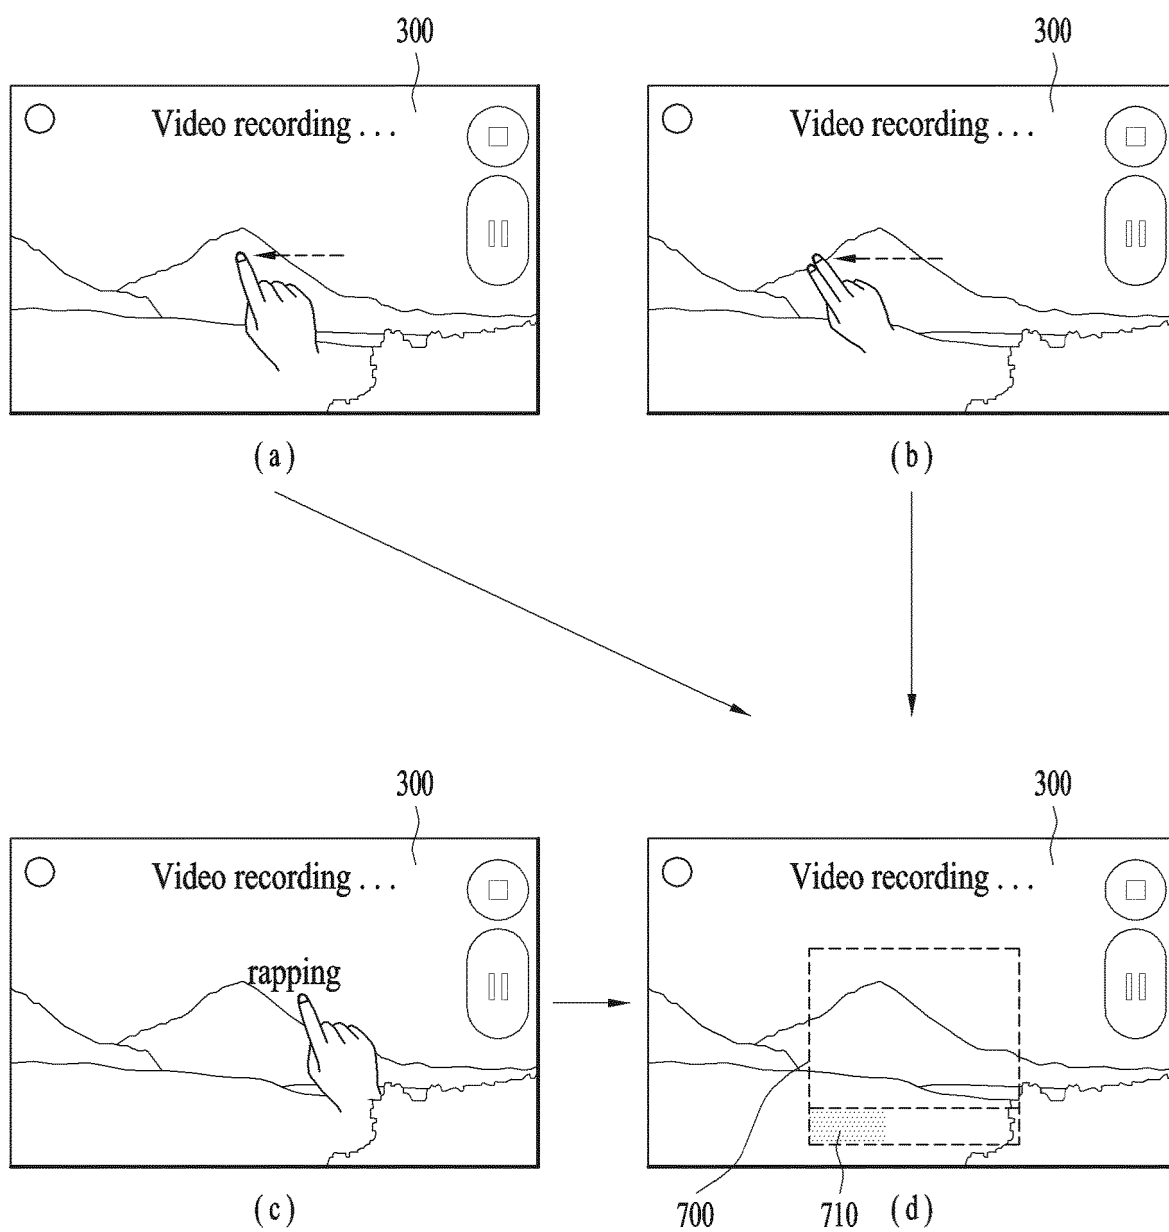 300 300
Video recording . . . Video recording . . .
(a) (b)
300 300
Video recording . . . Video recording . . .
rapping
700 710
(c) (d)